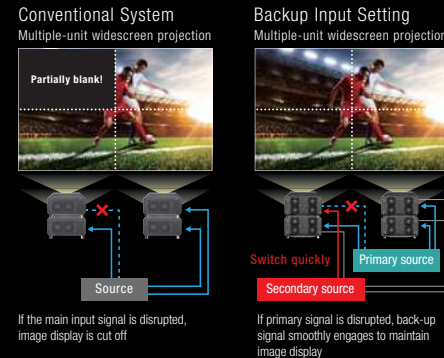 Conventional System
Multiple-unit widescreen projection
Partially blank!
Source
If the main input signal is disrupted,
image display is cut off
Backup Input Setting
Multiple-unit widescreen projection
Switch quickly
Primary source
Secondary source
If primary signal is disrupted, back-up
signal smoothly engages to maintain
image display